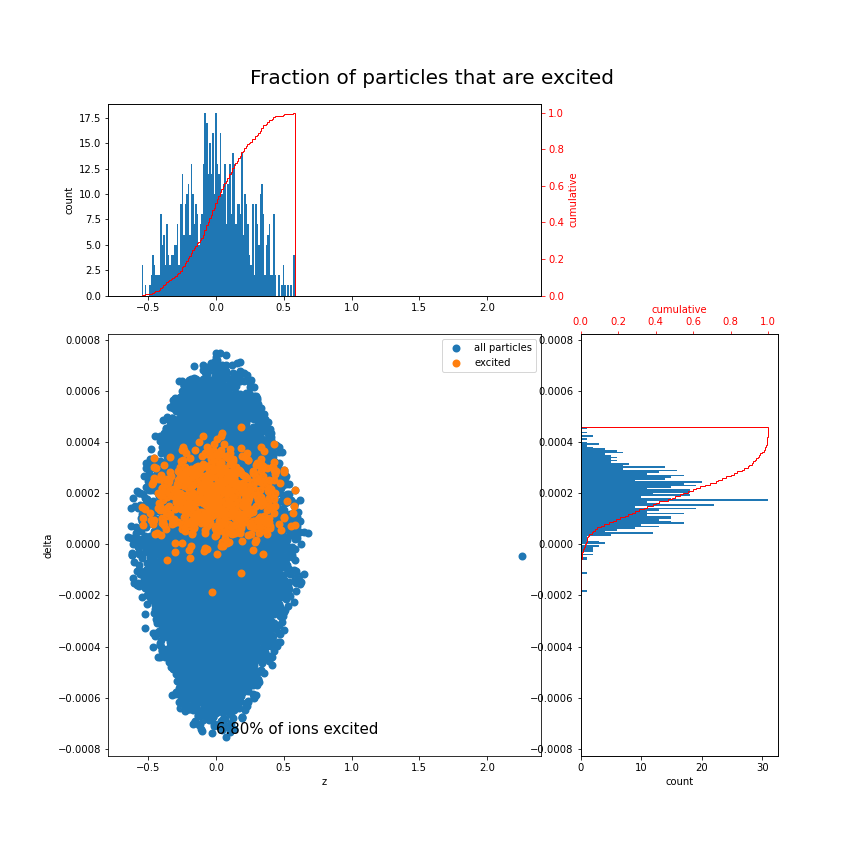 Fraction of particles that are excited
17.5
15.0
12.5
10.0
7.5
5.0
2.5
0.0
count
1.0
0.8
0.6
0.4
0.2
0.0
cumulative
−0.5 0.0 0.5 1.0 1.5 2.0
cumulative
0.0 0.2 0.4 0.6 0.8 1.0
all particles
excited
0.0008
0.0006
0.0004
0.0002
0.0000
−0.0002
−0.0004
−0.0006
−0.0008
delta
6.80% of ions excited
−0.5 0.0 0.5 1.0 1.5 2.0
z
0.0008
0.0006
0.0004
0.0002
0.0000
−0.0002
−0.0004
−0.0006
−0.0008
0 10 20 30
count